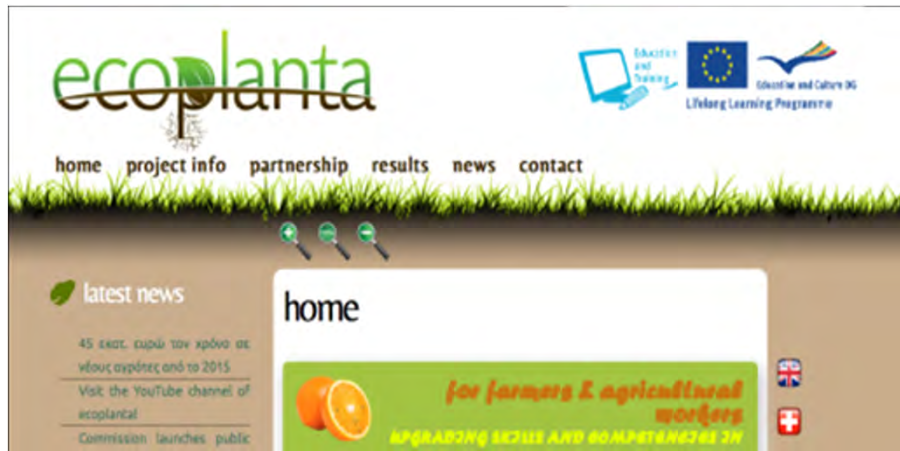 ecoplanta
Education
and
Training
Education and Culture DG
Lifelong Learning Programme
home project info partnership results news contact
latest news
home
45 εκατ. ευρώ τον χρόνο σε
νέους αγρότες από το 2015
Visit the YouTube channel of
ecoplanta!
Commission launches public
for farmers & agricultural
workers
UPGRADING SKILLS AND COMPETENCIES IN